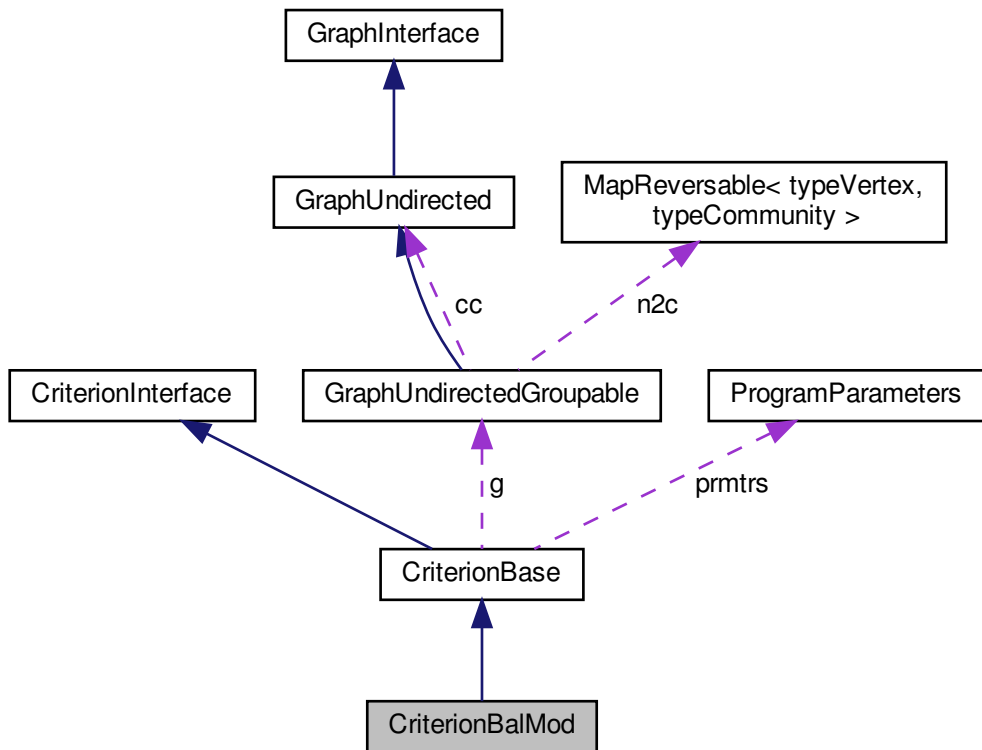 GraphInterface
GraphUndirected
MapReversable< typeVertex,
typeCommunity >
cc
n2c
CriterionInterface
GraphUndirectedGroupable
ProgramParameters
g
prmtrs
CriterionBase
CriterionBalMod